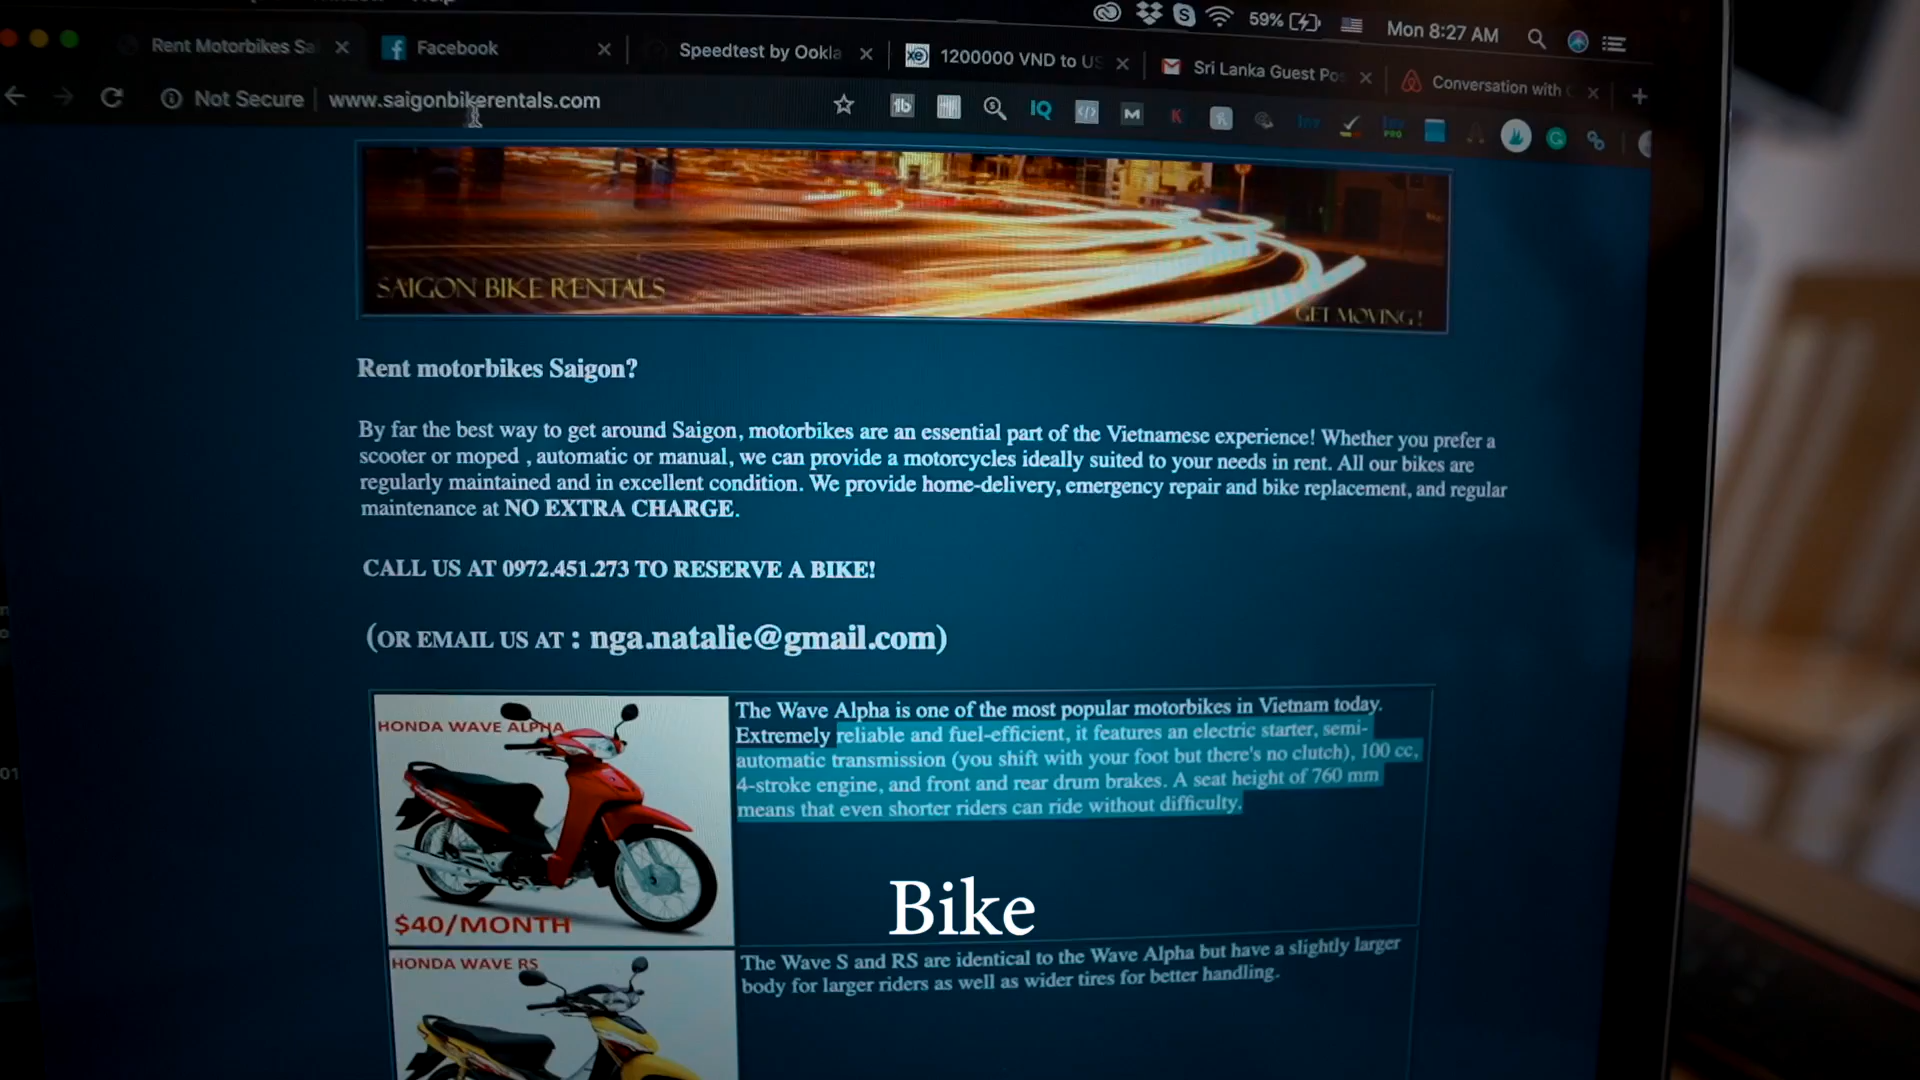 59%
Mon 8:27 AM
Rent Motorbikes Sa
Facebook
Speedtest by Ookla
1200000 VND to US
Sri Lanka Guest Pos
Conversation with
Not Secure
www.saigonbikerentals.com
IQ
SAIGON BIKE RENTALS
GET MOVING!
Rent motorbikes Saigon?
By far the best way to get around Saigon, motorbikes are an essential part of the Vietnamese experience! Whether you prefer a
scooter or moped , automatic or manual, we can provide a motorcycles ideally suited to your needs in rent. All our bikes are
regularly maintained and in excellent condition. We provide home-delivery, emergency repair and bike replacement, and regular
maintenance at NO EXTRA CHARGE.
CALL US AT 0972.451.273 TO RESERVE A BIKE!
(OR EMAIL US AT : nga.natalie@gmail.com)
HONDA WAVE ALPHA
$40/MONTH
The Wave Alpha is one of the most popular motorbikes in Vietnam today.
Extremely reliable and fuel-efficient, it features an electric starter, semi-
automatic transmission (you shift with your foot but there's no clutch), 100 cc,
4-stroke engine, and front and rear drum brakes. A seat height of 760 mm
means that even shorter riders can ride without difficulty.
Bike
HONDA WAVE RS
The Wave S and RS are identical to the Wave Alpha but have a slightly larger
body for larger riders as well as wider tires for better handling.